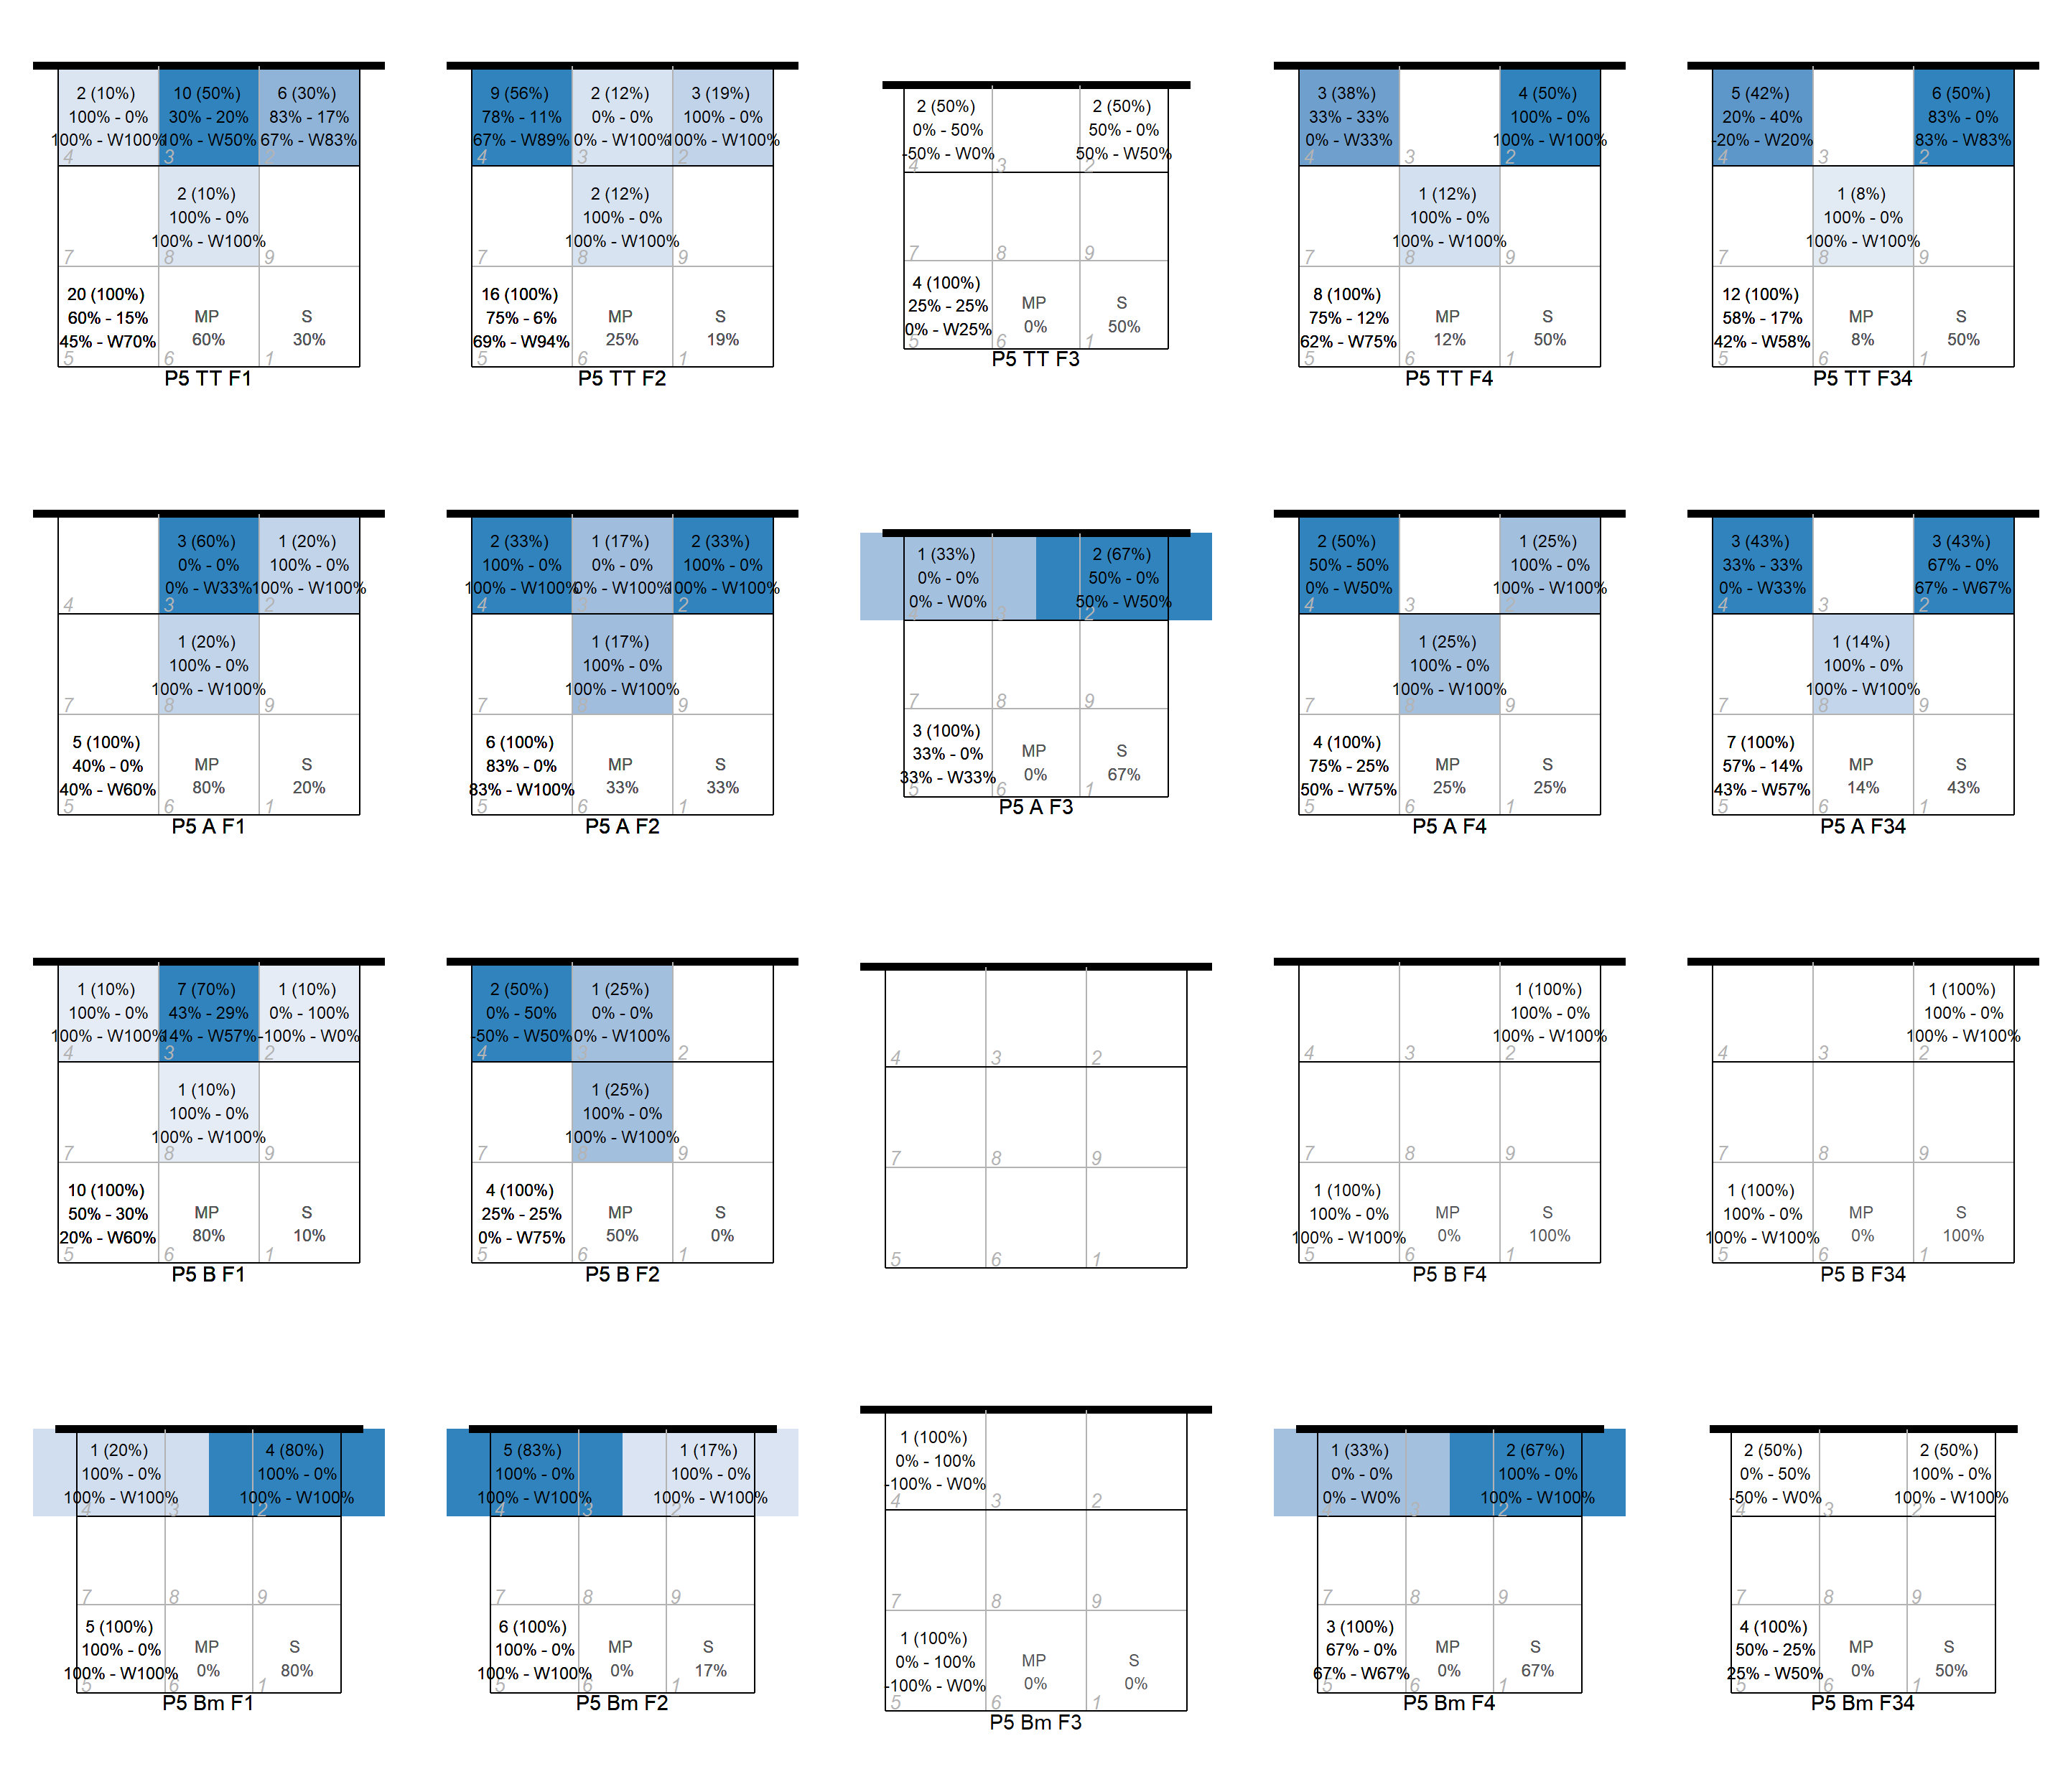 2 (10%)
100% - 0%
100% - W100%
4
10 (50%)
30% - 20%
10% - W50%
3
6 (30%)
83% - 17%
67% - W83%
2
2 (10%)
100% - 0%
100% - W100%
7
8
9
20 (100%)
60% - 15%
45% - W70%
5
MP
60%
6
S
30%
1
P5 TT F1
9 (56%)
78% - 11%
67% - W89%
4
2 (12%)
0% - 0%
0% - W100%
3
3 (19%)
100% - 0%
100% - W100%
2
2 (12%)
100% - 0%
100% - W100%
7
8
9
16 (100%)
75% - 6%
69% - W94%
5
MP
25%
6
S
19%
1
P5 TT F2
2 (50%)
0% - 50%
-50% - W0%
4
3
2 (50%)
50% - 0%
50% - W50%
2
7
8
9
4 (100%)
25% - 25%
0% - W25%
5
MP
0%
6
S
50%
1
P5 TT F3
3 (38%)
33% - 33%
0% - W33%
4
3
4 (50%)
100% - 0%
100% - W100%
2
1 (12%)
100% - 0%
100% - W100%
7
8
9
8 (100%)
75% - 12%
62% - W75%
5
MP
12%
6
S
50%
1
P5 TT F4
5 (42%)
20% - 40%
-20% - W20%
4
3
6 (50%)
83% - 0%
83% - W83%
2
1 (8%)
100% - 0%
100% - W100%
7
8
9
12 (100%)
58% - 17%
42% - W58%
5
MP
8%
6
S
50%
1
P5 TT F34
4
3 (60%)
0% - 0%
0% - W33%
3
1 (20%)
100% - 0%
100% - W100%
2
1 (20%)
100% - 0%
100% - W100%
7
8
9
5 (100%)
40% - 0%
40% - W60%
5
MP
80%
6
S
20%
1
P5 A F1
2 (33%)
100% - 0%
100% - W100%
4
1 (17%)
0% - 0%
0% - W100%
3
2 (33%)
100% - 0%
100% - W100%
2
1 (17%)
100% - 0%
100% - W100%
7
8
9
6 (100%)
83% - 0%
83% - W100%
5
MP
33%
6
S
33%
1
P5 A F2
1 (33%)
0% - 0%
0% - W0%
4
3
2 (67%)
50% - 0%
50% - W50%
2
7
8
9
3 (100%)
33% - 0%
33% - W33%
5
MP
0%
6
S
67%
1
P5 A F3
2 (50%)
50% - 50%
0% - W50%
4
3
1 (25%)
100% - 0%
100% - W100%
2
1 (25%)
100% - 0%
100% - W100%
7
8
9
4 (100%)
75% - 25%
50% - W75%
5
MP
25%
6
S
25%
1
P5 A F4
3 (43%)
33% - 33%
0% - W33%
4
3
3 (43%)
67% - 0%
67% - W67%
2
1 (14%)
100% - 0%
100% - W100%
7
8
9
7 (100%)
57% - 14%
43% - W57%
5
MP
14%
6
S
43%
1
P5 A F34
1 (10%)
100% - 0%
100% - W100%
4
7 (70%)
43% - 29%
14% - W57%
3
1 (10%)
0% - 100%
-100% - W0%
2
1 (10%)
100% - 0%
100% - W100%
7
8
9
10 (100%)
50% - 30%
20% - W60%
5
MP
80%
6
S
10%
1
P5 B F1
2 (50%)
0% - 50%
-50% - W50%
4
1 (25%)
0% - 0%
0% - W100%
3
2
1 (25%)
100% - 0%
100% - W100%
7
8
9
4 (100%)
25% - 25%
0% - W75%
5
MP
50%
6
S
0%
1
P5 B F2
4
3
2
7
8
9
5
6
1
4
3
1 (100%)
100% - 0%
100% - W100%
2
7
8
9
1 (100%)
100% - 0%
100% - W100%
5
MP
0%
6
S
100%
1
P5 B F4
4
3
1 (100%)
100% - 0%
100% - W100%
2
7
8
9
1 (100%)
100% - 0%
100% - W100%
5
MP
0%
6
S
100%
1
P5 B F34
1 (20%)
100% - 0%
100% - W100%
4
3
4 (80%)
100% - 0%
100% - W100%
2
7
8
9
5 (100%)
100% - 0%
100% - W100%
5
MP
0%
6
S
80%
1
P5 Bm F1
5 (83%)
100% - 0%
100% - W100%
4
3
1 (17%)
100% - 0%
100% - W100%
2
7
8
9
6 (100%)
100% - 0%
100% - W100%
5
MP
0%
6
S
17%
1
P5 Bm F2
1 (100%)
0% - 100%
-100% - W0%
4
3
2
7
8
9
1 (100%)
0% - 100%
-100% - W0%
5
MP
0%
6
S
0%
1
P5 Bm F3
1 (33%)
0% - 0%
0% - W0%
4
3
2 (67%)
100% - 0%
100% - W100%
2
7
8
9
3 (100%)
67% - 0%
67% - W67%
5
MP
0%
6
S
67%
1
P5 Bm F4
2 (50%)
0% - 50%
-50% - W0%
4
3
2 (50%)
100% - 0%
100% - W100%
2
7
8
9
4 (100%)
50% - 25%
25% - W50%
5
MP
0%
6
S
50%
1
P5 Bm F34